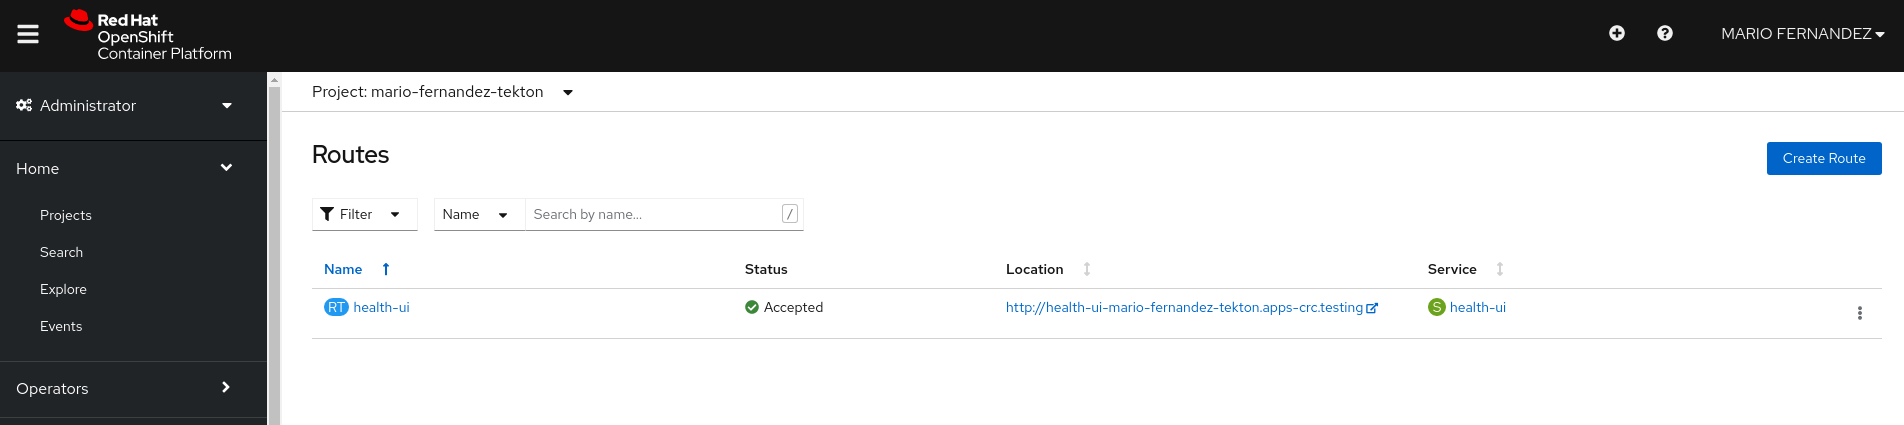 Red Hat
OpenShift
Container Platform
MARIO FERNANDEZ
Administrator
Home
Projects
Search
Explore
Events
Operators
Project: mario-fernandez-tekton
Routes
Create Route
Filter
Name
Search by name...
/
Name Status Location Service
RT health-ui Accepted http://health-ui-mario-fernandez-tekton.apps-crc.testing S health-ui